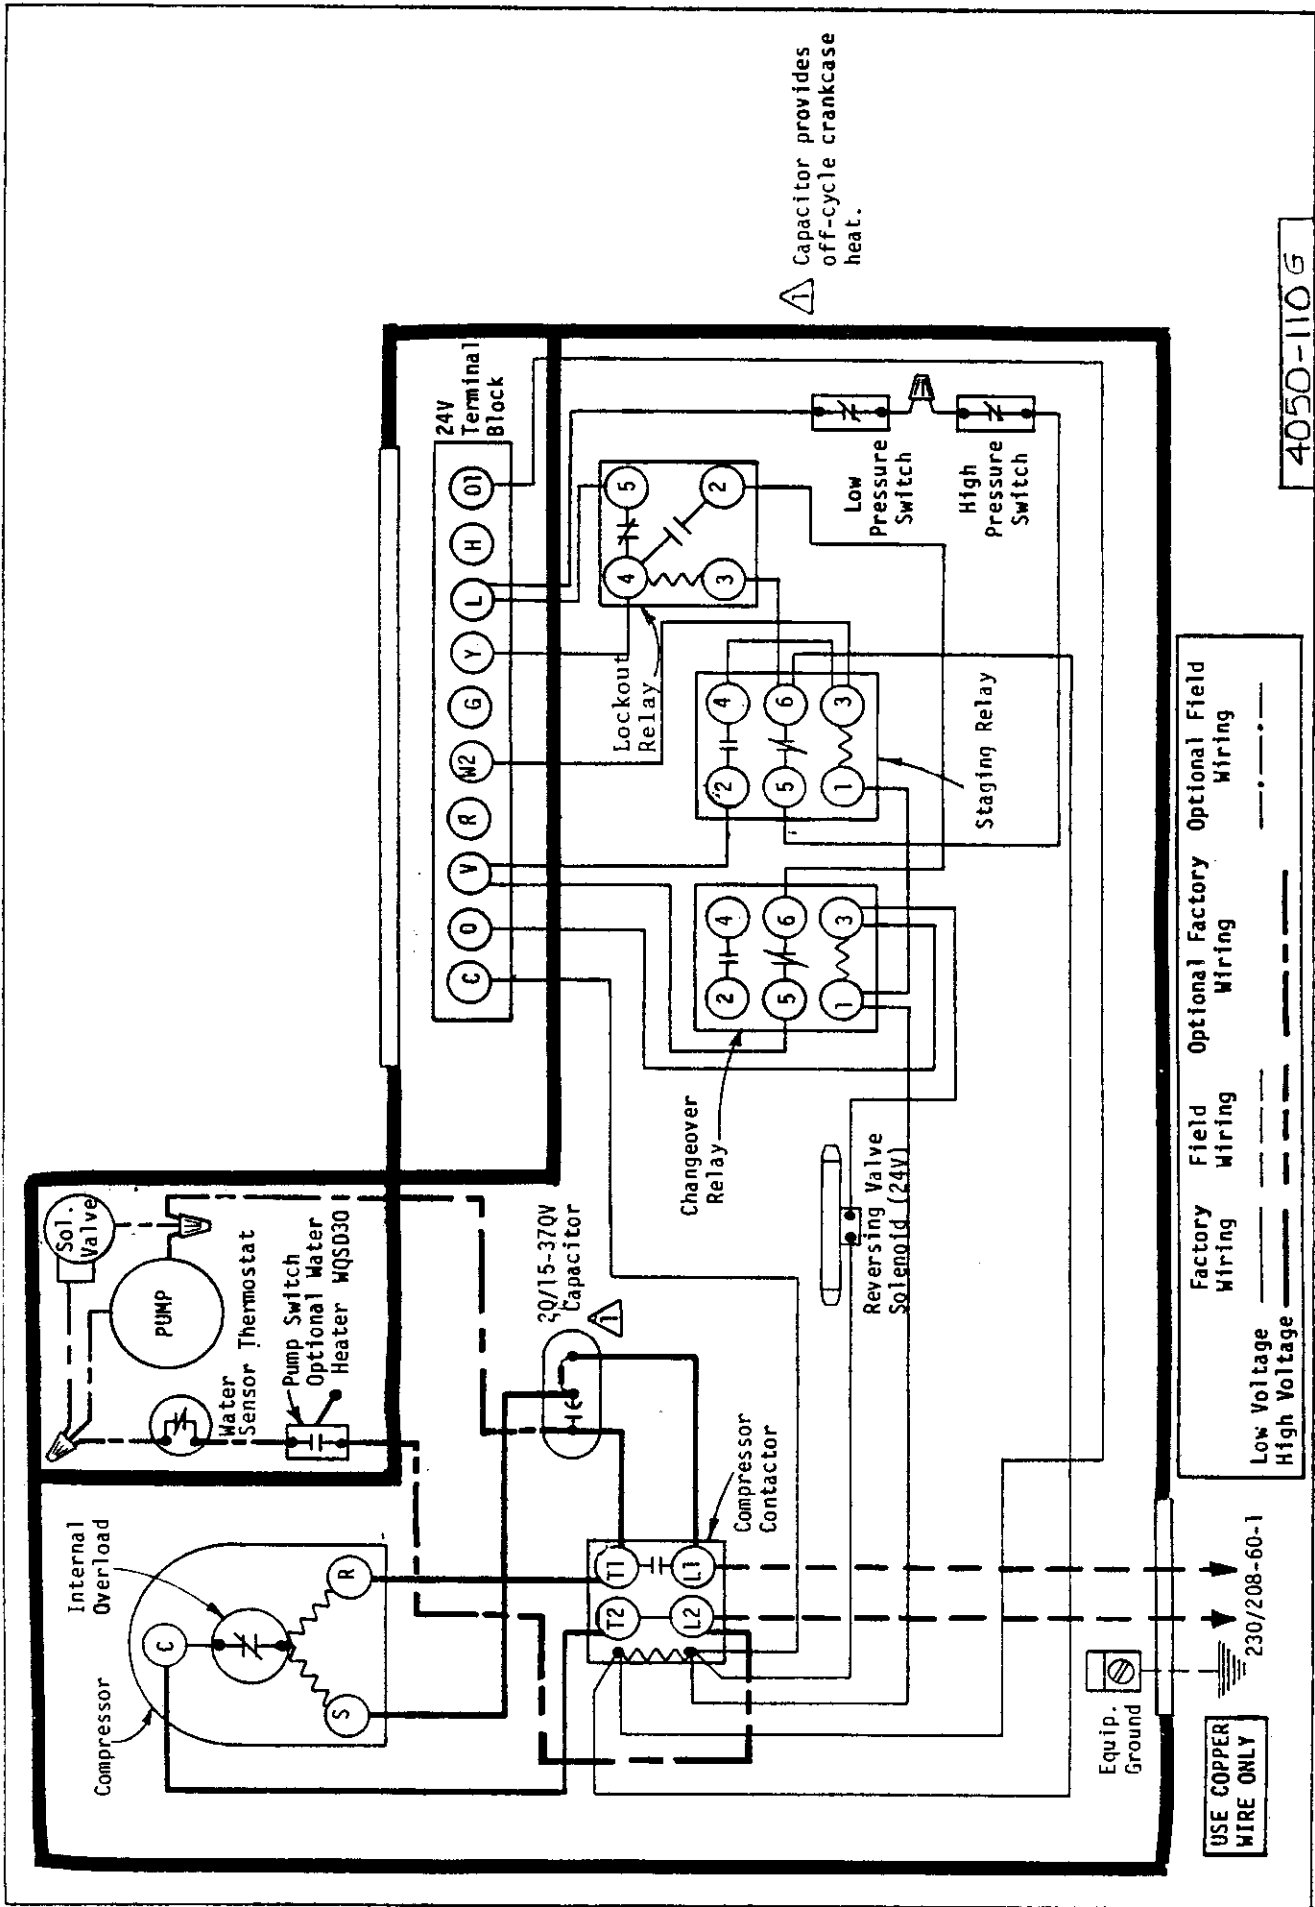 Compressor
Internal
Overload
C
S
R
Sol.
Valve
PUMP
Water
Sensor Thermostat
Pump Switch
Optional Water
Heater WQSD30
Capacitor
1
T2
T1
L2
L1
Compressor
Contactor
24V
Terminal
Block
C
O
V
R
W2
G
Y
L
H
O1
Changeover
Relay
2
4
5
6
1
3
Reversing Valve
Solenoid (24V)
2
4
5
6
1
3
Staging Relay
Lockout
Relay
4
5
3
2
Low
Pressure
Switch
High
Pressure
Switch
1
Capacitor provides
off-cycle crankcase
heat.
Equip.
Ground
230/208-60-1
USE COPPER
WIRE ONLY
Factory
Wiring
Field
Wiring
Optional Factory
Wiring
Optional Field
Wiring
Low Voltage
High Voltage
4050-110 G